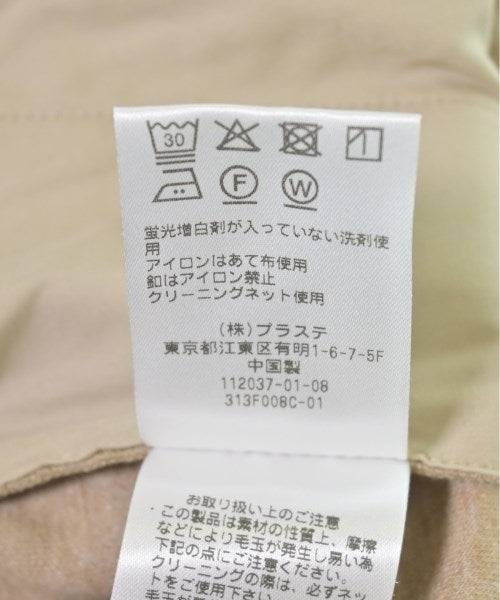 30
F W
蛍光増白剤が入っていない洗剤使
用
アイロンはあて布使用
釦はアイロン禁止
クリーニングネット使用
(株)プラステ
東京都江東区有明1-6-7-5F
中国製
112037-01-08
313F008C-01
お取り扱い上のご注意
・この製品は素材の性質上、摩擦
などにより毛玉が発生し易い為
下記の点にご注意ください。
クリーニングの際は、必ずネッ
トをご使用下さい。